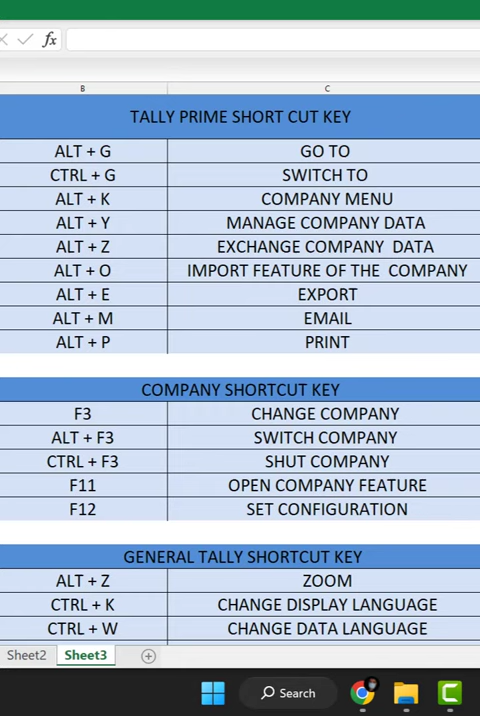 fx
B C
TALLY PRIME SHORT CUT KEY
ALT + G GO TO
CTRL + G SWITCH TO
ALT + K COMPANY MENU
ALT + Y MANAGE COMPANY DATA
ALT + Z EXCHANGE COMPANY  DATA
ALT + O IMPORT FEATURE OF THE  COMPANY
ALT + E EXPORT
ALT + M EMAIL
ALT + P PRINT
COMPANY SHORTCUT KEY
F3 CHANGE COMPANY
ALT + F3 SWITCH COMPANY
CTRL + F3 SHUT COMPANY
F11 OPEN COMPANY FEATURE
F12 SET CONFIGURATION
GENERAL TALLY SHORTCUT KEY
ALT + Z ZOOM
CTRL + K CHANGE DISPLAY LANGUAGE
CTRL + W CHANGE DATA LANGUAGE
Sheet2 Sheet3
Search